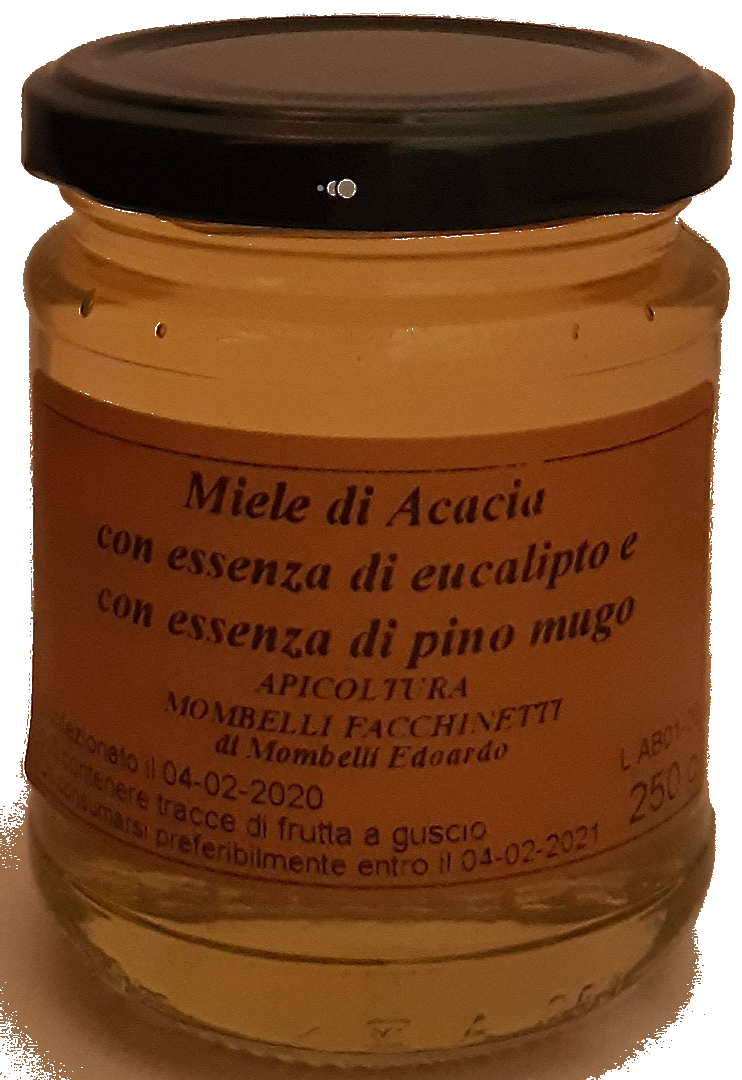 Miele di Acacia
con essenza di eucalipto e
con essenza di pino mugo
APICOLTURA
MOMBELLI FACCHINETTI
di Mombelli Edoardo
il 04-02-2020
tracce di frutta a guscio
preferibilmente entro il 04-02-2021
L AB01-
250 g